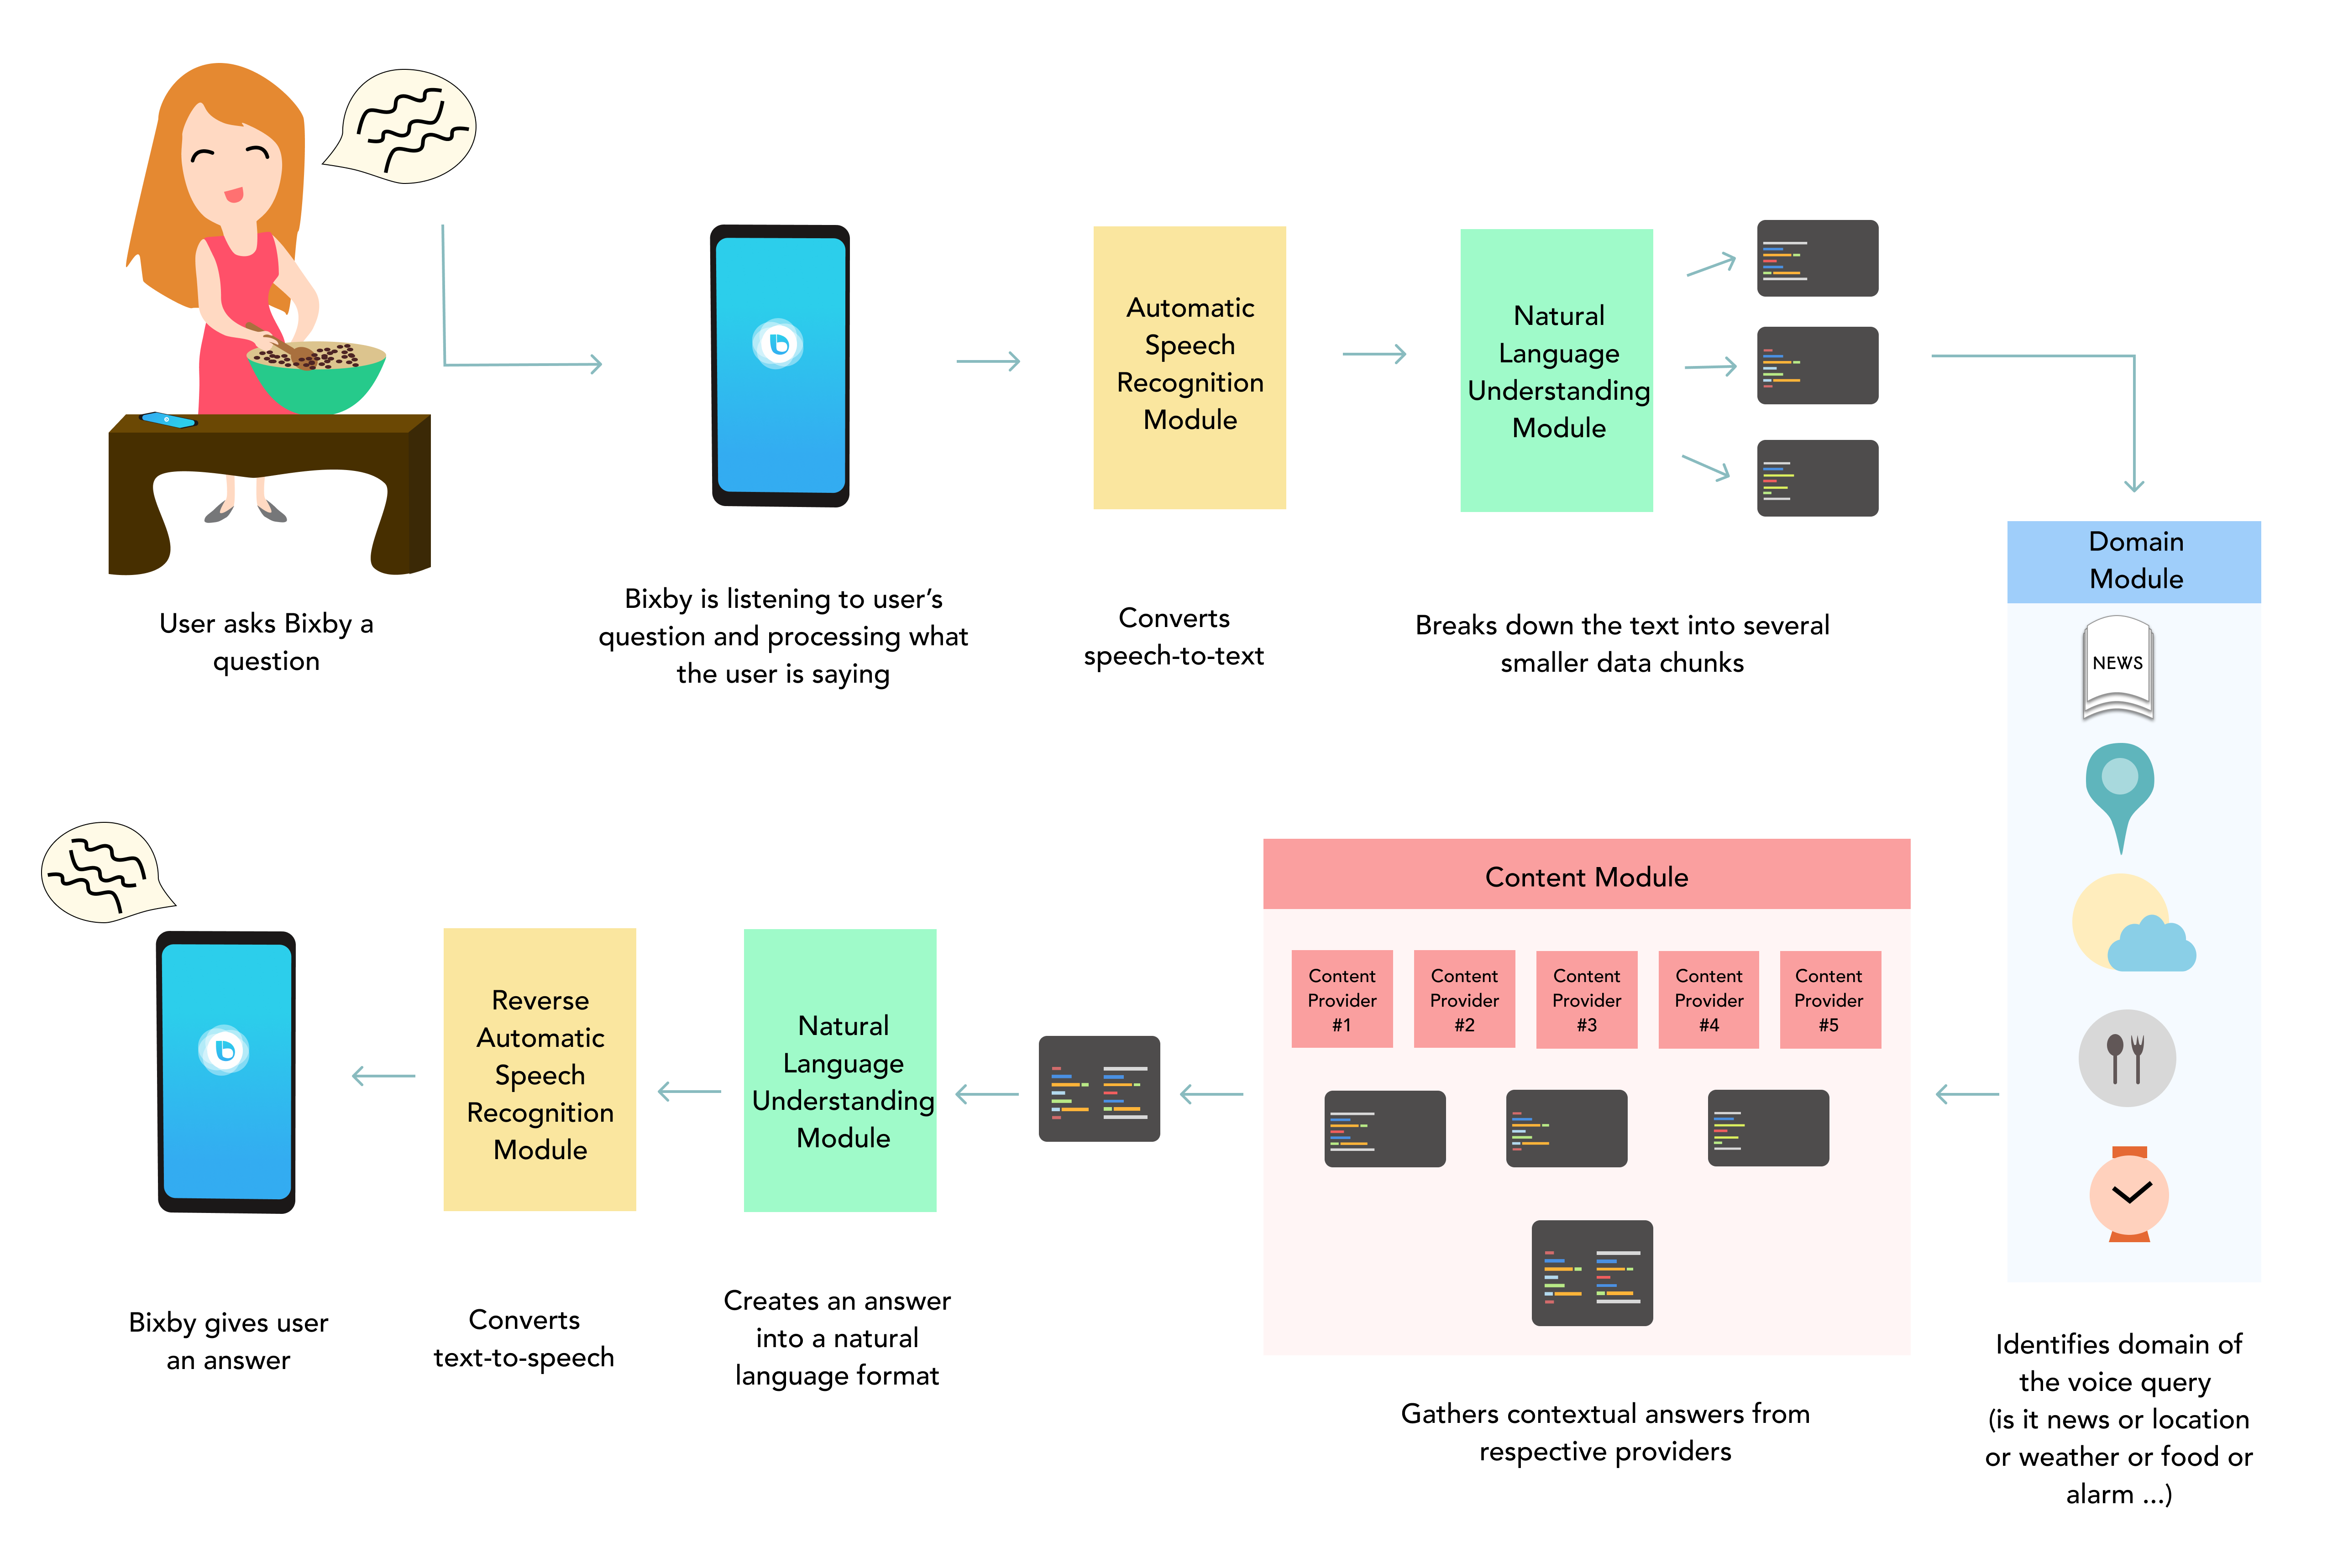 User asks Bixby a
question
Bixby is listening to user's
question and processing what
the user is saying
Automatic
Speech
Recognition
Module
Converts
speech-to-text
Natural
Language
Understanding
Module
Breaks down the text into several
smaller data chunks
Domain
Module
NEWS
Identifies domain of
the voice query
(is it news or location
or weather or food or
alarm ...)
Content Module
Content
Provider
#1
Content
Provider
#2
Content
Provider
#3
Content
Provider
#4
Content
Provider
#5
Gathers contextual answers from
respective providers
Natural
Language
Understanding
Module
Creates an answer
into a natural
language format
Reverse
Automatic
Speech
Recognition
Module
Converts
text-to-speech
Bixby gives user
an answer